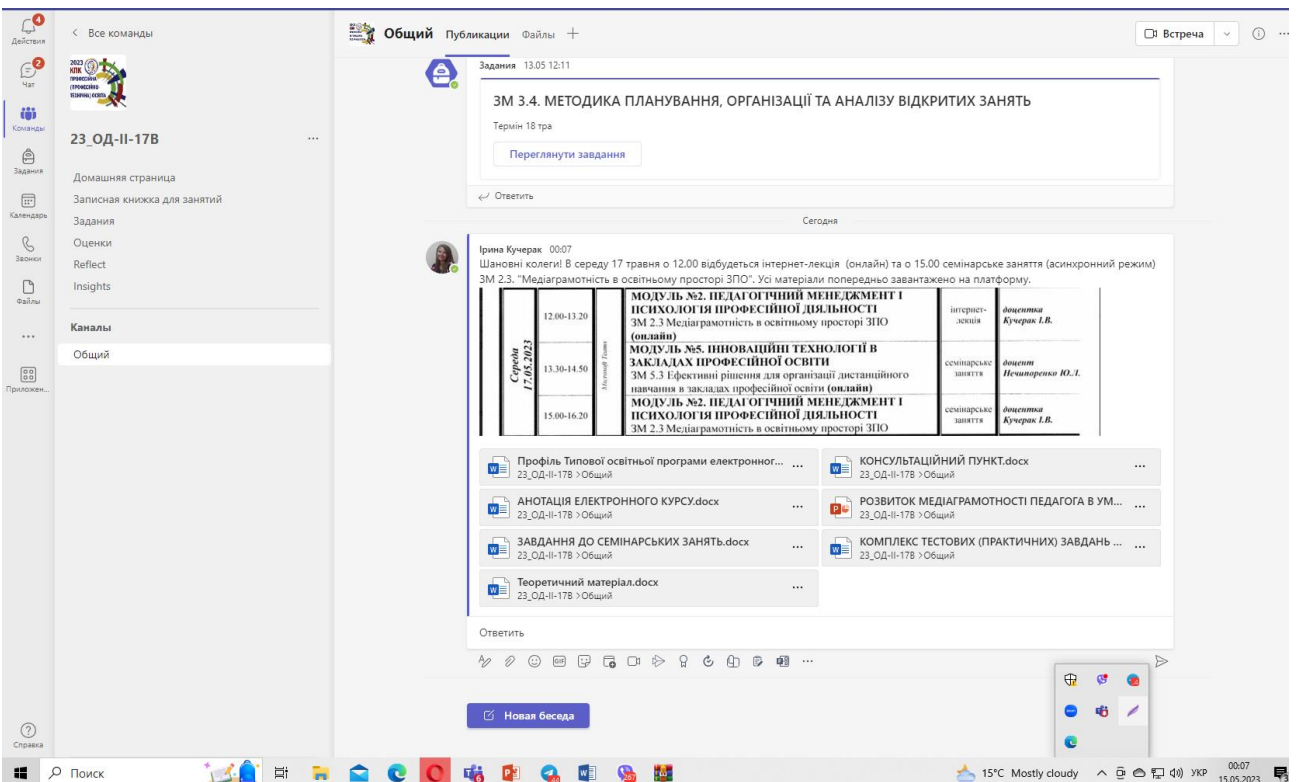 4
Действия
2
Чат
Команды
Задания
Календарь
Звонки
Файлы
Приложен...
Справка
Все команды
2023
КПК
23_ОД-ІІ-17В
Домашняя страница
Записная книжка для занятий
Задания
Оценки
Reflect
Insights
Каналы
Общий
Общий Публикации Файлы
Встреча
Задания 13.05 12:11
ЗМ 3.4. МЕТОДИКА ПЛАНУВАННЯ, ОРГАНІЗАЦІЇ ТА АНАЛІЗУ ВІДКРИТИХ ЗАНЯТЬ
Термін 18 тра
Переглянути завдання
Ответить
Сегодня
Ірина Кучерак 00:07
Шановні колеги! В середу 17 травня о 12.00 відбудеться інтернет-лекція (онлайн) та о 15.00 семінарське заняття (асинхронний режим)
ЗМ 2.3. "Медіаграмотність в освітньому просторі ЗПО". Усі матеріали попередньо завантажено на платформу.
Середа
17.05.2023
Microsoft Teams
12.00-13.20
МОДУЛЬ №2. ПЕДАГОГІЧНИЙ МЕНЕДЖМЕНТ І
ПСИХОЛОГІЯ ПРОФЕСІЙНОЇ ДІЯЛЬНОСТІ
ЗМ 2.3 Медіаграмотність в освітньому просторі ЗПО
(онлайн)
інтернет-
лекція
доцентка
Кучерак І.В.
13.30-14.50
МОДУЛЬ №5. ІННОВАЦІЙНІ ТЕХНОЛОГІЇ В
ЗАКЛАДАХ ПРОФЕСІЙНОЇ ОСВІТИ
ЗМ 5.3 Ефективні рішення для організації дистанційного
навчання в закладах професійної освіти (онлайн)
семінарське
заняття
доцент
Нечипоренко Ю.Л.
15.00-16.20
МОДУЛЬ №2. ПЕДАГОГІЧНИЙ МЕНЕДЖМЕНТ І
ПСИХОЛОГІЯ ПРОФЕСІЙНОЇ ДІЯЛЬНОСТІ
ЗМ 2.3 Медіаграмотність в освітньому просторі ЗПО
семінарське
заняття
доцентка
Кучерак І.В.
Профіль Типової освітньої програми електронног...
23_ОД-ІІ-17В > Общий
КОНСУЛЬТАЦІЙНИЙ ПУНКТ.docx
23_ОД-ІІ-17В > Общий
АНОТАЦІЯ ЕЛЕКТРОННОГО КУРСУ.docx
23_ОД-ІІ-17В > Общий
РОЗВИТОК МЕДІАГРАМОТНОСТІ ПЕДАГОГА В УМ...
23_ОД-ІІ-17В > Общий
ЗАВДАННЯ ДО СЕМІНАРСЬКИХ ЗАНЯТЬ.docx
23_ОД-ІІ-17В > Общий
КОМПЛЕКС ТЕСТОВИХ (ПРАКТИЧНИХ) ЗАВДАНЬ ...
23_ОД-ІІ-17В > Общий
Теоретичний матеріал.docx
23_ОД-ІІ-17В > Общий
Ответить
GIF
Новая беседа
Поиск
15°C Mostly cloudy
УКР
00:07
15.05.2023